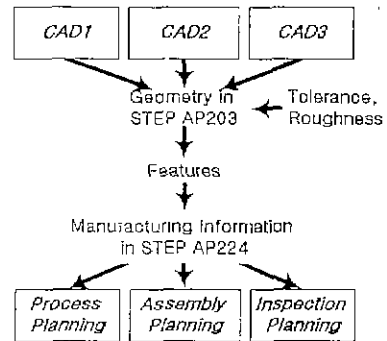 CAD1 CAD2 CAD3
Geometry in
STEP AP203
Tolerance,
Roughness
Features
Manufacturing Information
in STEP AP224
Process
Planning
Assembly
Planning
Inspection
Planning